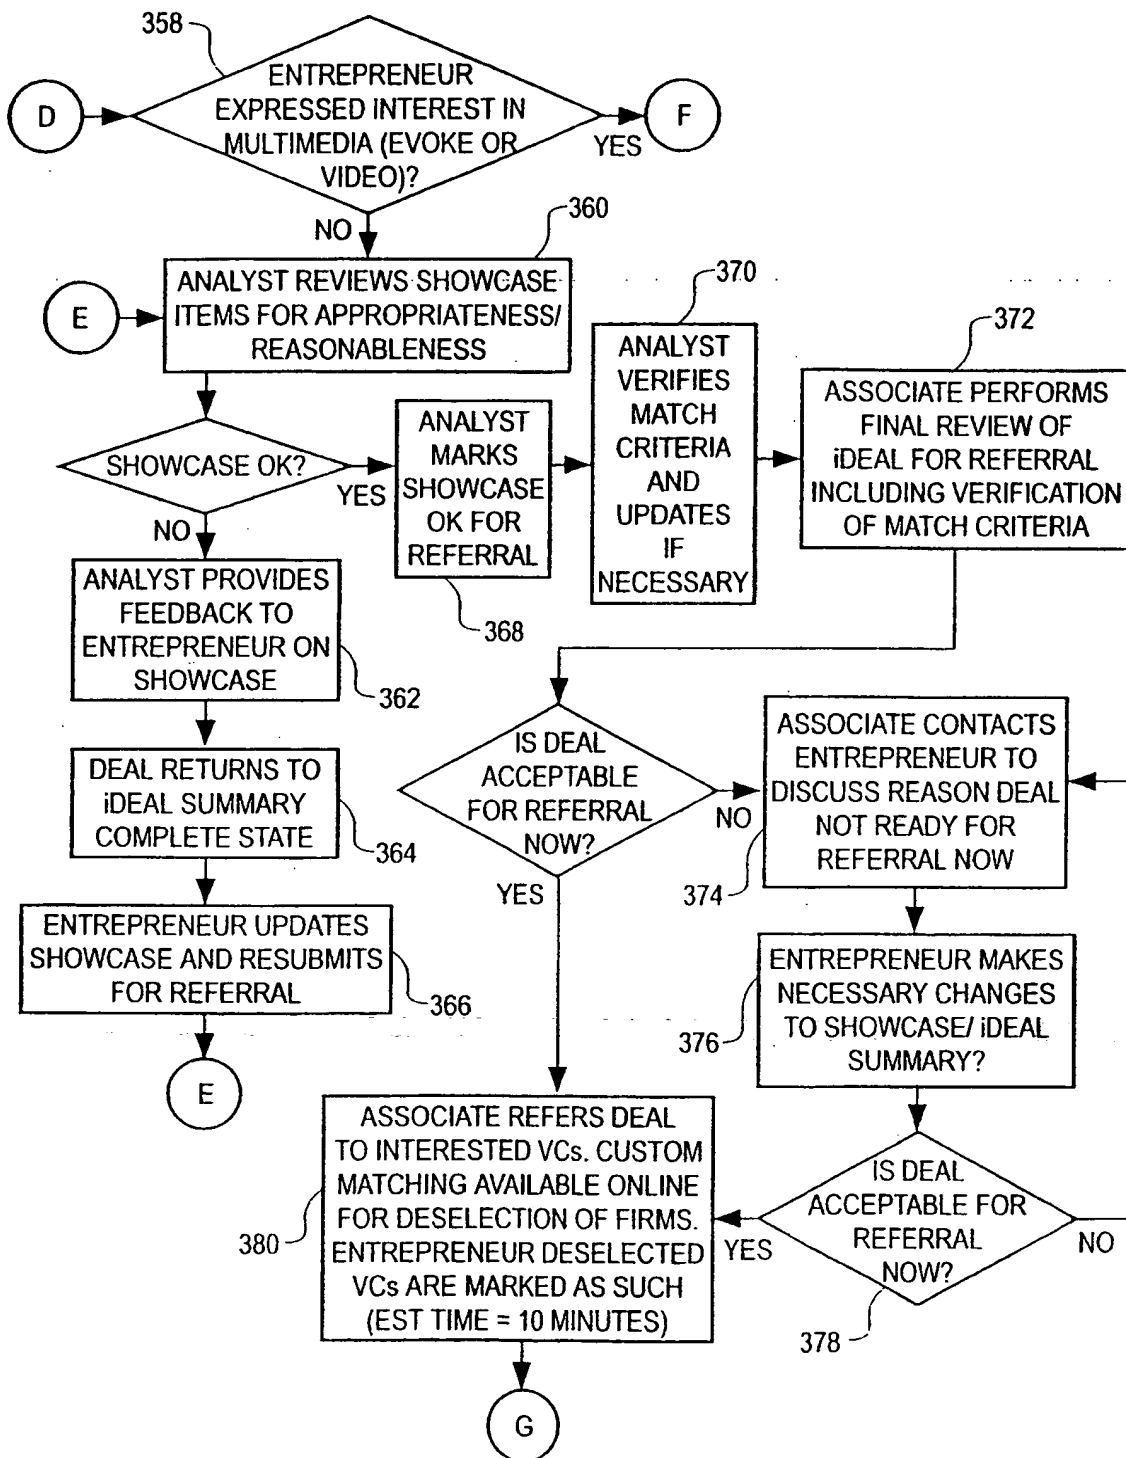 358
D
ENTREPRENEUR
EXPRESSED INTEREST IN
MULTIMEDIA (EVOKE OR
VIDEO)?
YES
F
NO
360
ANALYST REVIEWS SHOWCASE
ITEMS FOR APPROPRIATENESS/
REASONABLENESS
E
SHOWCASE OK?
YES
NO
ANALYST
MARKS
SHOWCASE
OK FOR
REFERRAL
368
370
ANALYST
VERIFIES
MATCH
CRITERIA
AND
UPDATES
IF
NECESSARY
372
ASSOCIATE PERFORMS
FINAL REVIEW OF
iDEAL FOR REFERRAL
INCLUDING VERIFICATION
OF MATCH CRITERIA
ANALYST PROVIDES
FEEDBACK TO
ENTREPRENEUR ON
SHOWCASE
362
DEAL RETURNS TO
iDEAL SUMMARY
COMPLETE STATE
364
ENTREPRENEUR UPDATES
SHOWCASE AND RESUBMITS
FOR REFERRAL
366
E
IS DEAL
ACCEPTABLE
FOR REFERRAL
NOW?
NO
YES
ASSOCIATE CONTACTS
ENTREPRENEUR TO
DISCUSS REASON DEAL
NOT READY FOR
REFERRAL NOW
374
ENTREPRENEUR MAKES
NECESSARY CHANGES
TO SHOWCASE/ iDEAL
SUMMARY?
376
IS DEAL
ACCEPTABLE FOR
REFERRAL
NOW?
YES
NO
378
ASSOCIATE REFERS DEAL
TO INTERESTED VCs. CUSTOM
MATCHING AVAILABLE ONLINE
FOR DESELECTION OF FIRMS.
ENTREPRENEUR DESELECTED
VCs ARE MARKED AS SUCH
(EST TIME = 10 MINUTES)
380
G